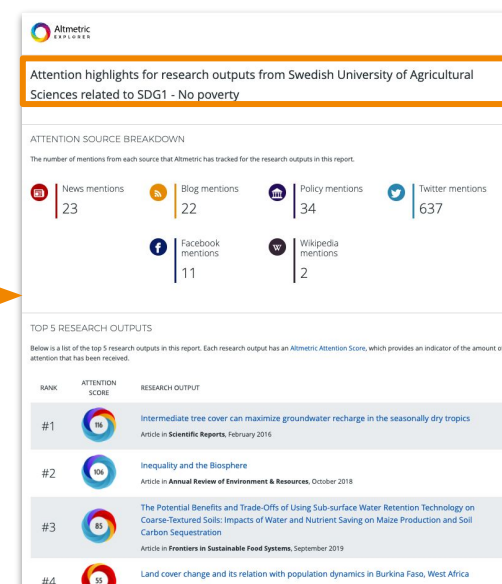 Altmetric
EXPLORER
Attention highlights for research outputs from Swedish University of Agricultural
Sciences related to SDG1 - No poverty
ATTENTION SOURCE BREAKDOWN
The number of mentions from each source that Altmetric has tracked for the research outputs in this report.
News mentions
23
Blog mentions
22
Policy mentions
34
Twitter mentions
637
f
Facebook
mentions
11
W
Wikipedia
mentions
2
TOP 5 RESEARCH OUTPUTS
Below is a list of the top 5 research outputs in this report. Each research output has an Altmetric Attention Score, which provides an indicator of the amount of
attention that has been received.
RANK
ATTENTION
SCORE
RESEARCH OUTPUT
#1
116
Intermediate tree cover can maximize groundwater recharge in the seasonally dry tropics
Article in Scientific Reports, February 2016
#2
106
Inequality and the Biosphere
Article in Annual Review of Environment & Resources, October 2018
#3
85
The Potential Benefits and Trade-Offs of Using Sub-surface Water Retention Technology on
Coarse-Textured Soils: Impacts of Water and Nutrient Saving on Maize Production and Soil
Carbon Sequestration
Article in Frontiers in Sustainable Food Systems, September 2019
#4
55
Land cover change and its relation with population dynamics in Burkina Faso, West Africa